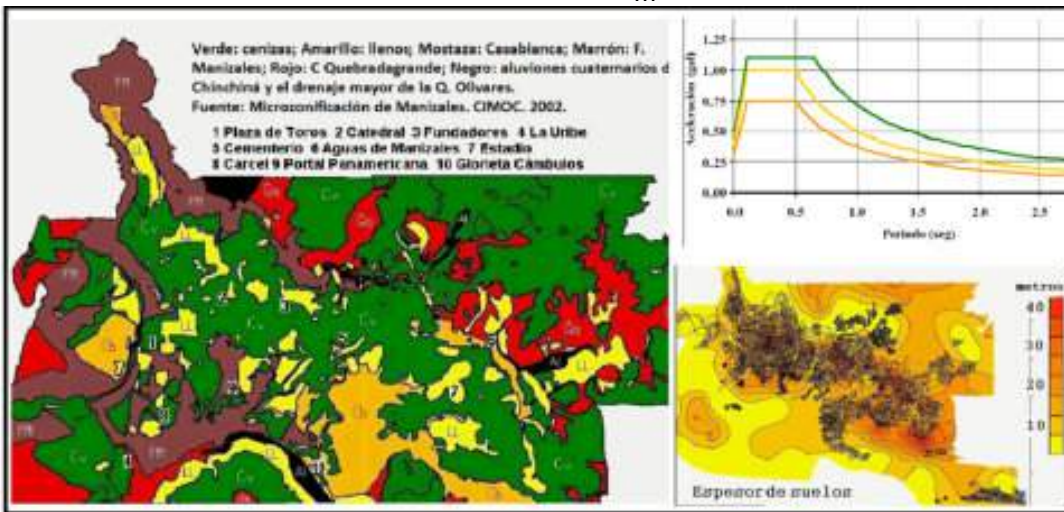 Verde: cenizas; Amarillo: llenos; Mostaza: Casabianca; Marrón: F.
Manizales; Rojo: C Quebradagrande; Negro: aluviones cuaternarios d
Chinchiná y el drenaje mayor de la Q. Olivares.
Fuente: Microzonificación de Manizales. CIMOC. 2002.
1 Plaza de Toros 2 Catedral 3 Fundadores 4 La Uribe
5 Cementerio 6 Aguas de Manizales 7 Estadio
8 Carcel 9 Portal Panamericana 10 Glorieta Cámbulos
Aceleración (gal)
1.25
1.00
0.75
0.50
0.25
0.00
0.0 0.5 1.0 1.5 2.0 2.5
Periodo (seg)
metros
40
30
20
10
Espesor de suelos